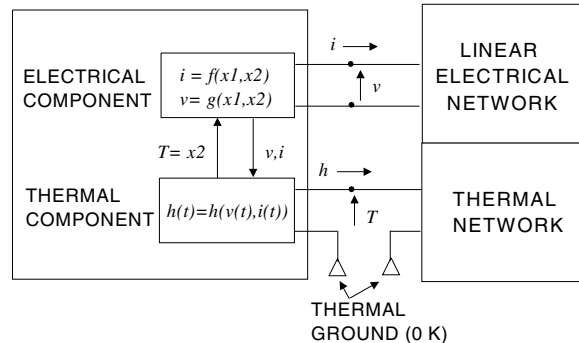 ELECTRICAL
COMPONENT
i = f(x1,x2)
v= g(x1,x2)
i
v
LINEAR
ELECTRICAL
NETWORK
T= x2
v,i
THERMAL
COMPONENT
h(t)=h(v(t),i(t))
h
T
THERMAL
NETWORK
THERMAL
GROUND (0 K)